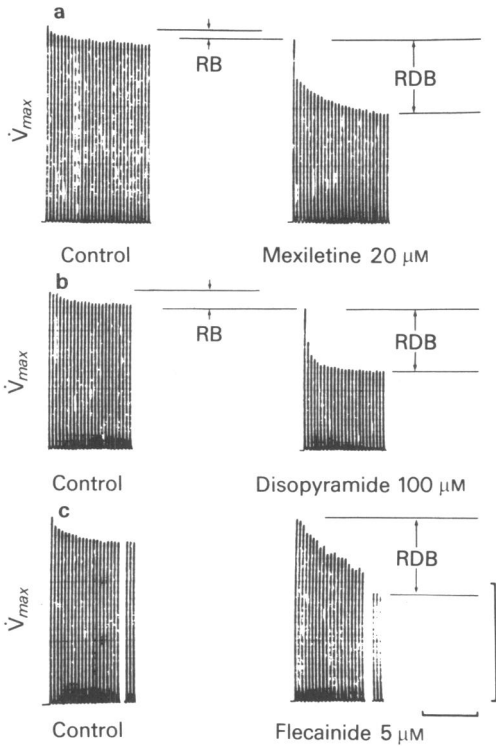 a
RB
RDB
V̇max
Control
Mexiletine 20 μM
b
RB
RDB
V̇max
Control
Disopyramide 100 μM
c
RDB
V̇max
Control
Flecainide 5 μM